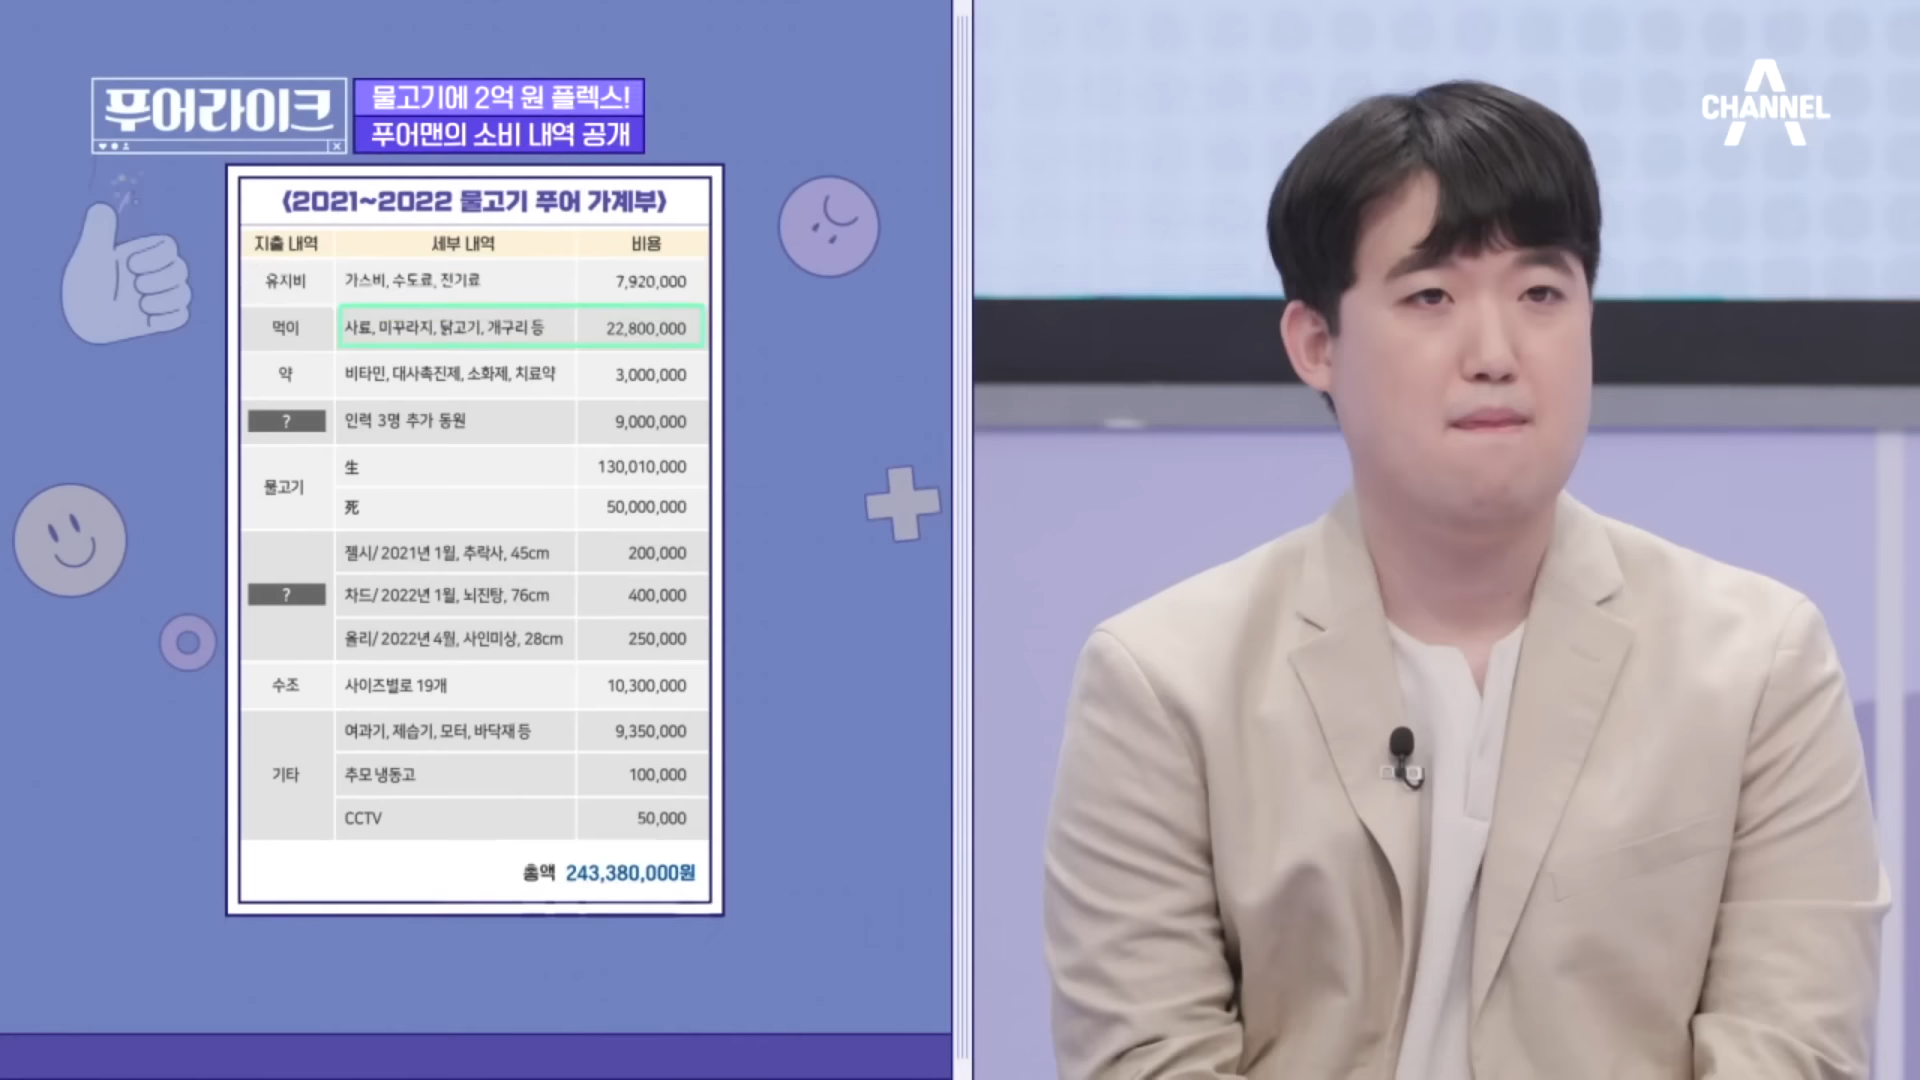 푸어라이크
물고기에 2억 원 플렉스!
푸어맨의 소비 내역 공개
CHANNEL A
〈2021~2022 물고기 푸어 가계부〉
지출 내역 세부 내역 비용
유지비 가스비, 수도료, 전기료 7,920,000
먹이 사료, 미꾸라지, 닭고기, 개구리 등 22,800,000
약 비타민, 대사촉진제, 소화제, 치료약 3,000,000
? 인력 3명 추가 동원 9,000,000
물고기 生 130,010,000
死 50,000,000
? 젤시/ 2021년 1월, 추락사, 45cm 200,000
차드/ 2022년 1월, 뇌진탕, 76cm 400,000
올리/ 2022년 4월, 사인미상, 28cm 250,000
수조 사이즈별로 19개 10,300,000
기타 여과기, 제습기, 모터, 바닥재 등 9,350,000
추모 냉동고 100,000
CCTV 50,000
총액 243,380,000원